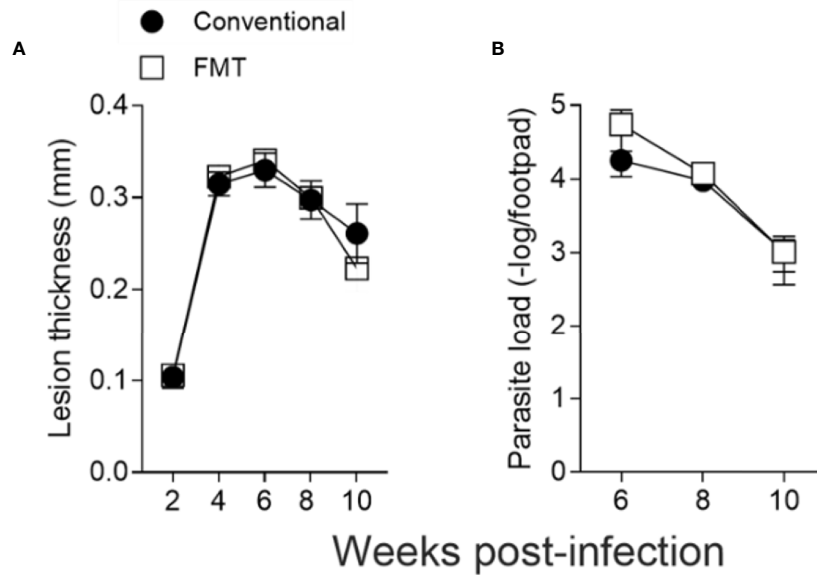 Conventional
FMT
A
Lesion thickness (mm)
0.4
0.3
0.2
0.1
0.0
2 4 6 8 10
B
Parasite load (-log/footpad)
5
4
3
2
1
0
6 8 10
Weeks post-infection